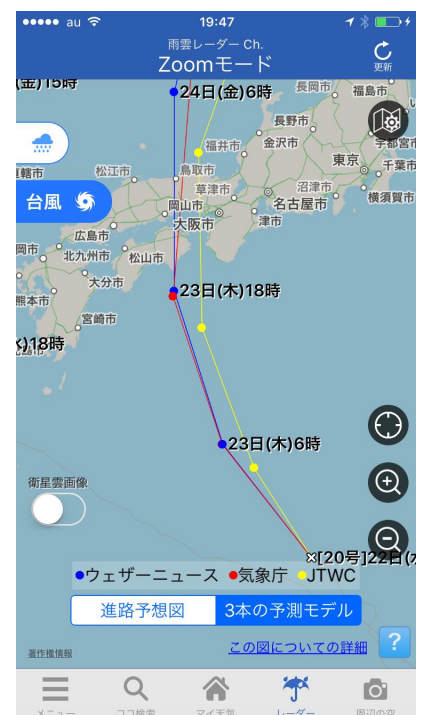 au
19:47
雨雲レーダー Ch.
Zoomモード
更新
(金)15時
24日(金)6時
長岡市
福島市
長野市
福井市
金沢市
宇都宮市
東京
千葉市
松江市
鳥取市
草津市
沼津市
横須賀市
台風
岡山市
名古屋市
大阪市
津市
広島市
北九州市
松山市
大分市
23日(木)18時
熊本市
宮崎市
)18時
23日(木)6時
衛星雲画像
×[20号]22日(
●ウェザーニュース ●気象庁 ●JTWC
進路予想図
3本の予測モデル
著作権情報
この図についての詳細
?
メニュー
ココ検索
マイ天気
レーダー
周辺の空